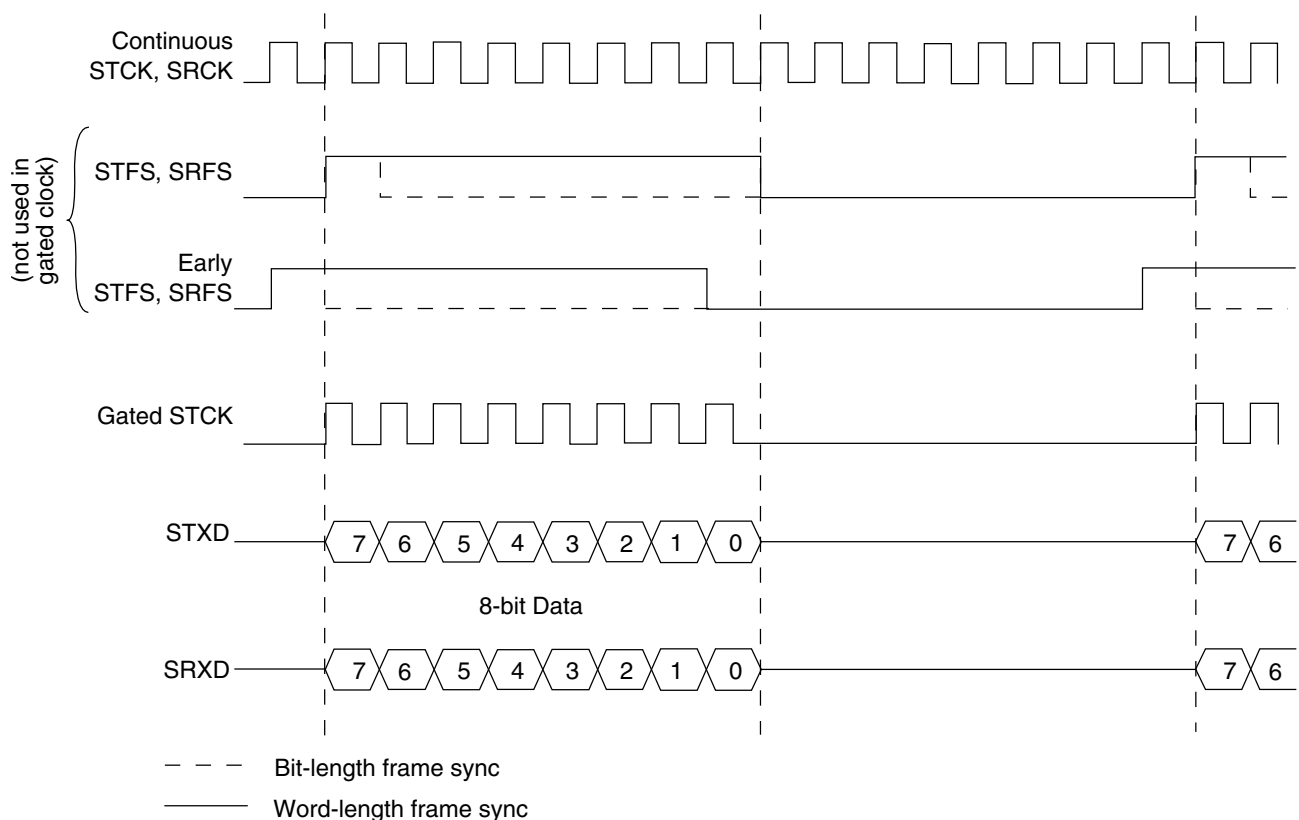 Continuous
STCK, SRCK
(not used in
gated clock)
STFS, SRFS
Early
STFS, SRFS
Gated STCK
STXD
7 6 5 4 3 2 1 0 7 6
8-bit Data
SRXD
7 6 5 4 3 2 1 0 7 6
Bit-length frame sync
Word-length frame sync